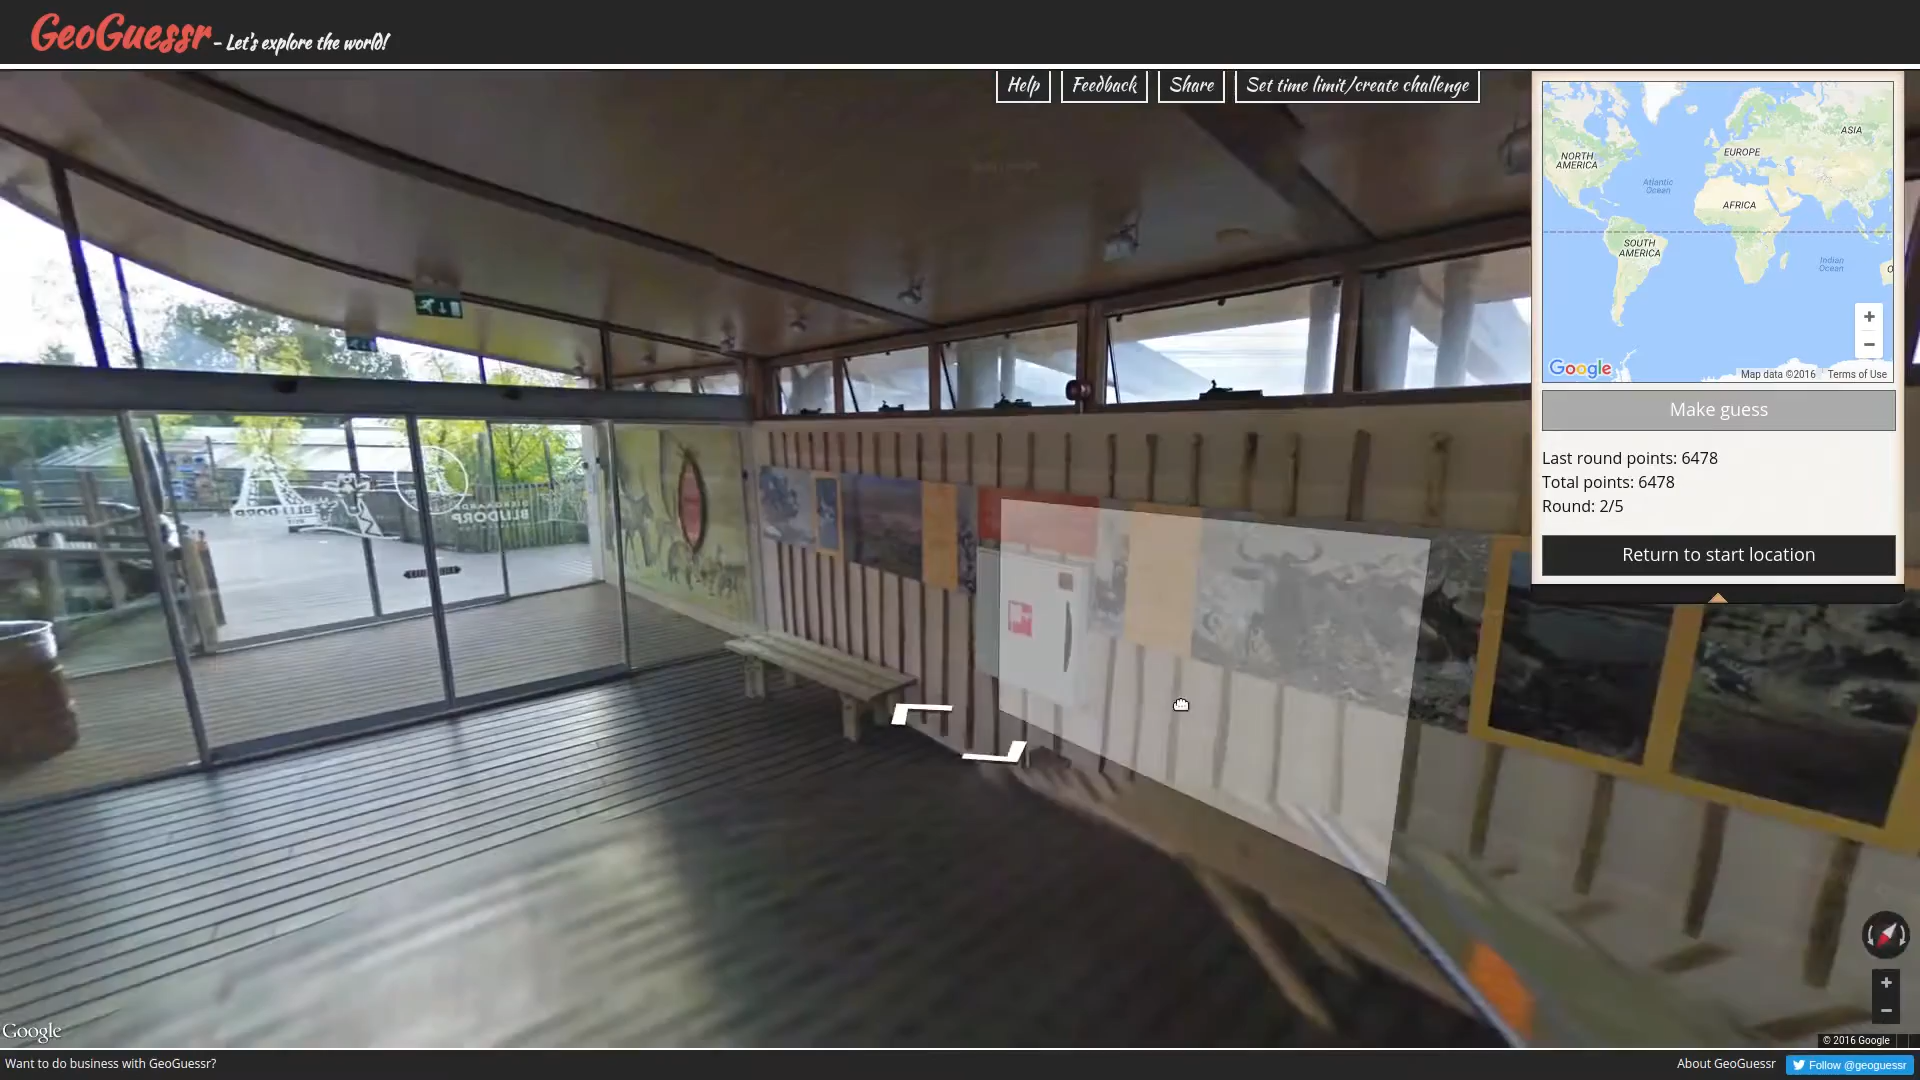 GeoGuessr - Let's explore the world!
Help
Feedback
Share
Set time limit/create challenge
NORTH AMERICA
Atlantic Ocean
EUROPE
ASIA
AFRICA
SOUTH AMERICA
Indian Ocean
O
+
−
Google
Map data ©2016
Terms of Use
Make guess
Last round points: 6478
Total points: 6478
Round: 2/5
Return to start location
BLIJDORP
BLIJDORP
+
−
Google
© 2016 Google
Want to do business with GeoGuessr?
About GeoGuessr
Follow @geoguessr